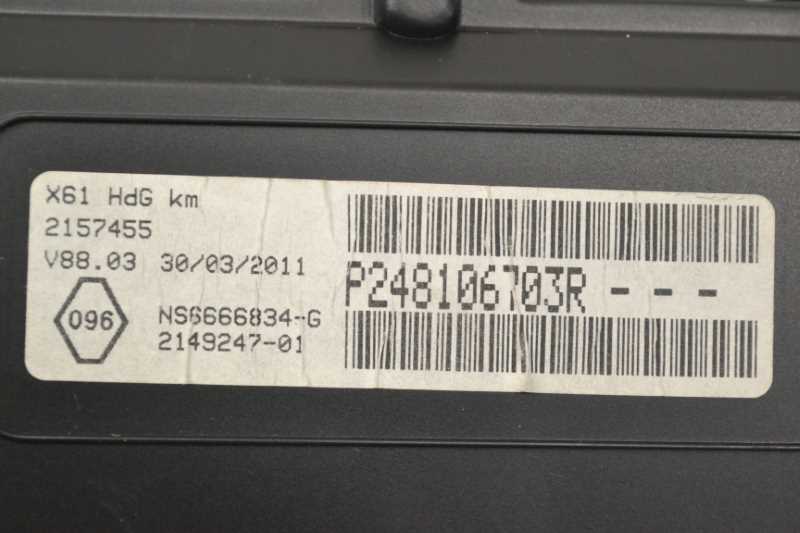 X61 HdG km
2157455
V88.03 30/03/2011
096
NS6666834-G
2149247-01
P248106703R - - -